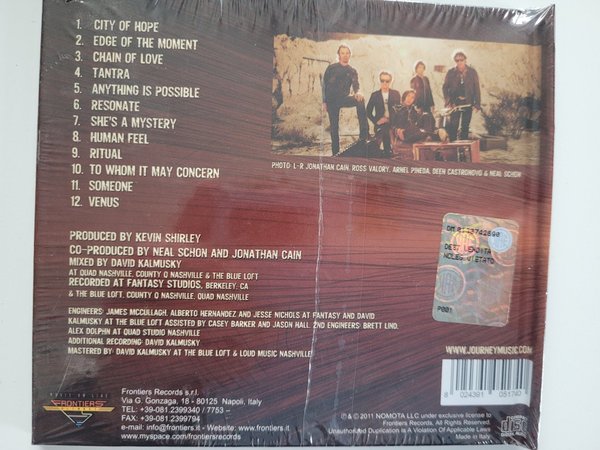 1. CITY OF HOPE
2. EDGE OF THE MOMENT
3. CHAIN OF LOVE
4. TANTRA
5. ANYTHING IS POSSIBLE
6. RESONATE
7. SHE'S A MYSTERY
8. HUMAN FEEL
9. RITUAL
10. TO WHOM IT MAY CONCERN
11. SOMEONE
12. VENUS
PHOTO: L-R JONATHAN CAIN, ROSS VALORY, ARNEL PINEDA, DEEN CASTRONOVO & NEAL SCHON
PRODUCED BY KEVIN SHIRLEY
CO-PRODUCED BY NEAL SCHON AND JONATHAN CAIN
MIXED BY DAVID KALMUSKY
AT QUAD NASHVILLE, COUNTY Q NASHVILLE & THE BLUE LOFT
RECORDED AT FANTASY STUDIOS, BERKELEY, CA
& THE BLUE LOFT, COUNTY Q NASHVILLE, QUAD NASHVILLE
ENGINEERS: JAMES MCCULLAGH, ALBERTO HERNANDEZ AND JESSE NICHOLS AT FANTASY AND DAVID
KALMUSKY AT THE BLUE LOFT ASSISTED BY CASEY BARKER AND JASON HALL. 2ND ENGINEERS: BRETT LIND,
ALEX DOLPHN AT QUAD STUDIO NASHVILLE
ADDITIONAL RECORDING: DAVID KALMUSKY
MASTERED BY: DAVID KALMUSKY AT THE BLUE LOFT & LOUD MUSIC NASHVILLE
P001
WWW.JOURNEYMUSIC.COM
8 024391 051740
FRONTIERS
Frontiers Records s.r.l.
Via G. Gonzaga, 18 - 80125 Napoli, Italy
TEL: +39-081.2399340 / 7753 –
FAX: +39-081.2399794
e-mail: info@frontiers.it - Website: www.frontiers.it
www.myspace.com/frontiersrecords
℗ & © 2011 NOMOTA LLC under exclusive license to
Frontiers Records. All Rights Reserved.
Unauthorized Duplication is A Violation Of Applicable Laws
Made in Italy